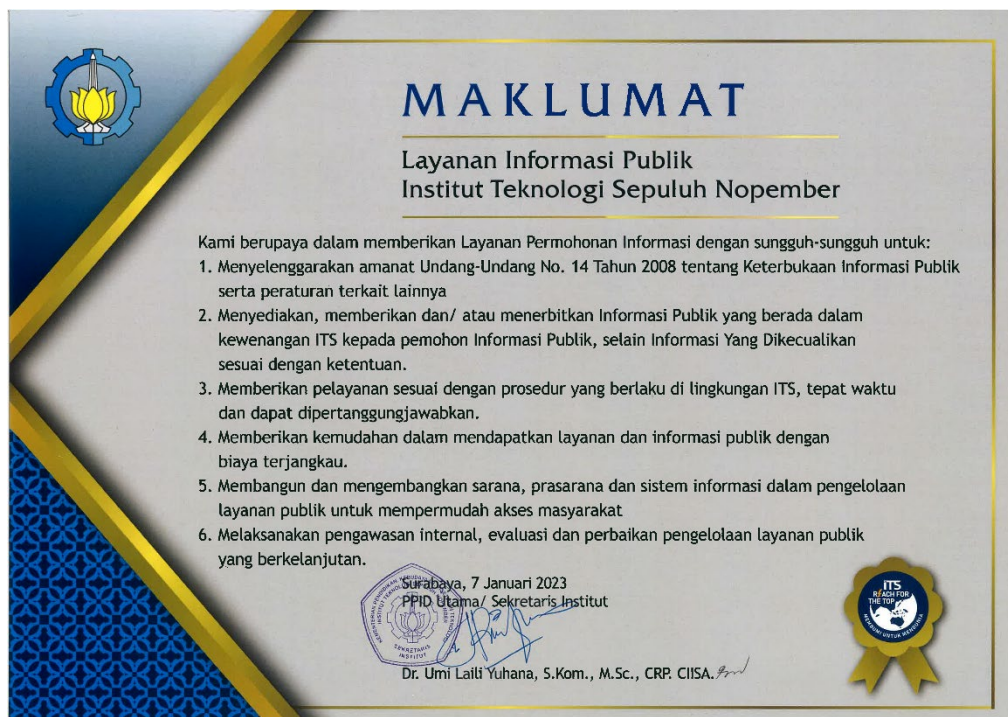 MAKLUMAT
Layanan Informasi Publik
Institut Teknologi Sepuluh Nopember
Kami berupaya dalam memberikan Layanan Permohonan Informasi dengan sungguh-sungguh untuk:
1. Menyelenggarakan amanat Undang-Undang No. 14 Tahun 2008 tentang Keterbukaan Informasi Publik
serta peraturan terkait lainnya
2. Menyediakan, memberikan dan/ atau menerbitkan Informasi Publik yang berada dalam
kewenangan ITS kepada pemohon Informasi Publik, selain Informasi Yang Dikecualikan
sesuai dengan ketentuan.
3. Memberikan pelayanan sesuai dengan prosedur yang berlaku di lingkungan ITS, tepat waktu
dan dapat dipertanggungjawabkan.
4. Memberikan kemudahan dalam mendapatkan layanan dan informasi publik dengan
biaya terjangkau.
5. Membangun dan mengembangkan sarana, prasarana dan sistem informasi dalam pengelolaan
layanan publik untuk mempermudah akses masyarakat
6. Melaksanakan pengawasan internal, evaluasi dan perbaikan pengelolaan layanan publik
yang berkelanjutan.
Surabaya, 7 Januari 2023
PPID Utama/ Sekretaris Institut
SEKRETARIS
INSTITUT
Dr. Umi Laili Yuhana, S.Kom., M.Sc., CRP. CIISA.
ITS
REACH FOR
THE TOP
MEMBUMI UNTUK MENDUNIA